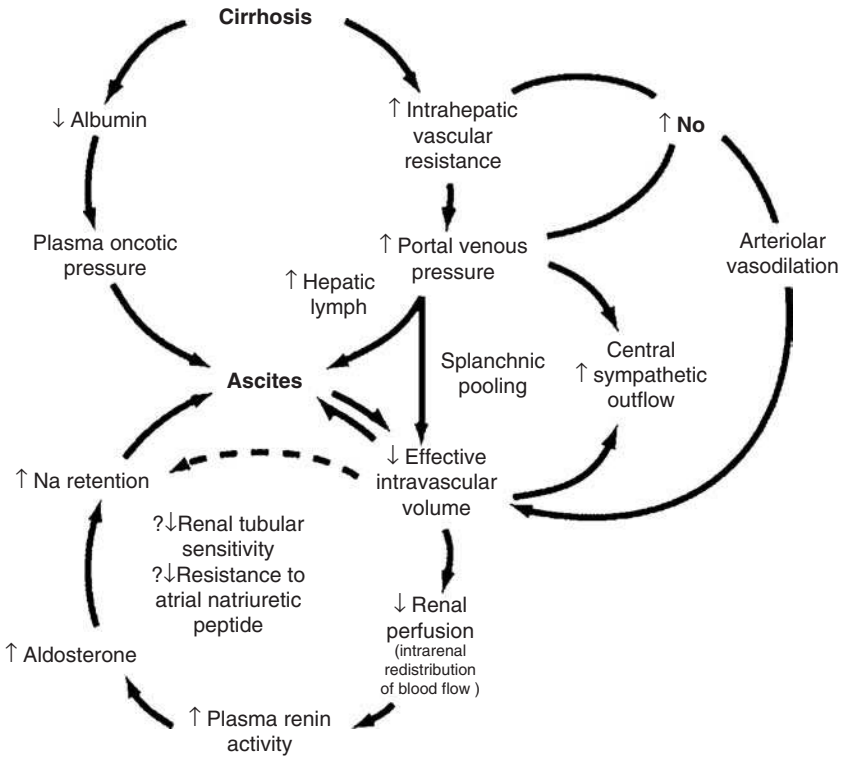 Cirrhosis
↓ Albumin
↑ Intrahepatic
vascular
resistance
↑ No
Plasma oncotic
pressure
↑ Portal venous
pressure
Arteriolar
vasodilation
↑ Hepatic
lymph
Splanchnic
pooling
Central
↑ sympathetic
outflow
Ascites
↓ Effective
intravascular
volume
↑ Na retention
?↓Renal tubular
sensitivity
?↓Resistance to
atrial natriuretic
peptide
↓ Renal
perfusion
(intrarenal
redistribution
of blood flow )
↑ Aldosterone
↑ Plasma renin
activity